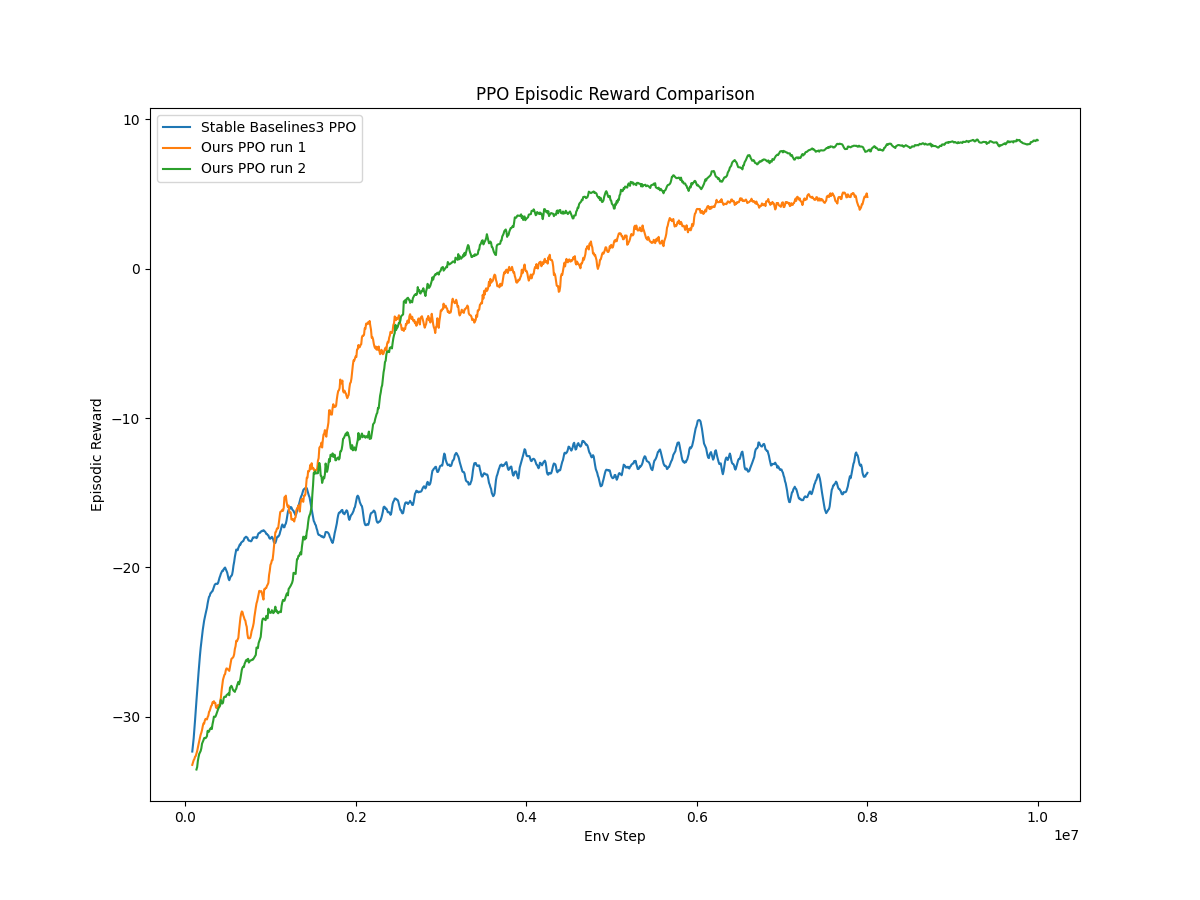 PPO Episodic Reward Comparison
Stable Baselines3 PPO
Ours PPO run 1
Ours PPO run 2
10
0
−10
−20
−30
Episodic Reward
0.0 0.2 0.4 0.6 0.8 1.0
Env Step
1e7